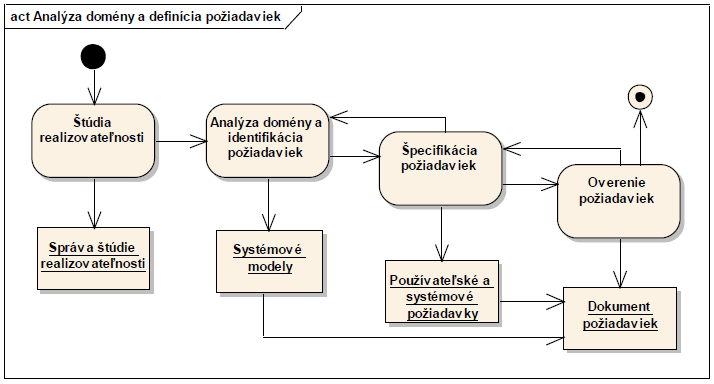 act Analýza domény a definícia požiadaviek
Štúdia
realizovateľnosti
Analýza domény a
identifikácia
požiadaviek
Špecifikácia
požiadaviek
Overenie
požiadaviek
Správa štúdie
realizovateľnosti
Systémové
modely
Používateľské a
systémové
požiadavky
Dokument
požiadaviek